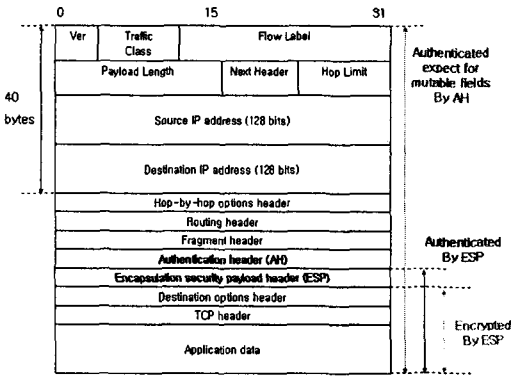 0 15 31
Ver Traffic Class Flow Label
Payload Length Next Header Hop Limit
40 bytes
Source IP address (128 bits)
Destination IP address (128 bits)
Hop-by-hop options header
Routing header
Fragment header
Authentication header (AH)
Encapsulation security payload header (ESP)
Destination options header
TCP header
Application data
Authenticated
expect for
mutable fields
By AH
Authenticated
By ESP
Encrypted
By ESP